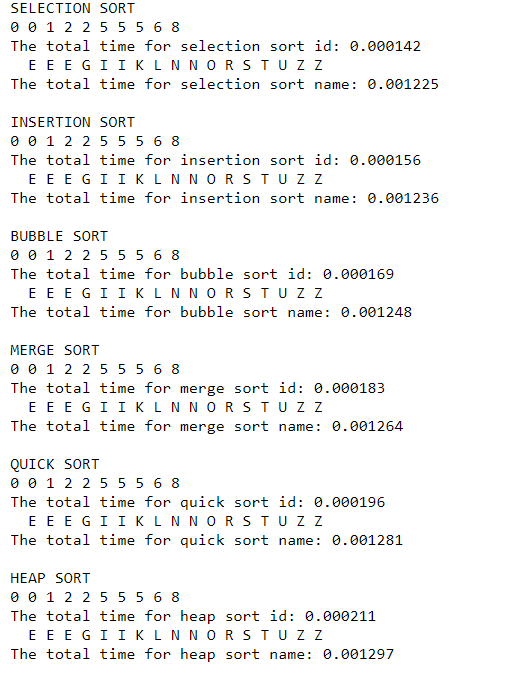 SELECTION SORT
0 0 1 2 2 5 5 5 6 8
The total time for selection sort id: 0.000142
  E E E G I I K L N N O R S T U Z Z
The total time for selection sort name: 0.001225

INSERTION SORT
0 0 1 2 2 5 5 5 6 8
The total time for insertion sort id: 0.000156
  E E E G I I K L N N O R S T U Z Z
The total time for insertion sort name: 0.001236

BUBBLE SORT
0 0 1 2 2 5 5 5 6 8
The total time for bubble sort id: 0.000169
  E E E G I I K L N N O R S T U Z Z
The total time for bubble sort name: 0.001248

MERGE SORT
0 0 1 2 2 5 5 5 6 8
The total time for merge sort id: 0.000183
  E E E G I I K L N N O R S T U Z Z
The total time for merge sort name: 0.001264

QUICK SORT
0 0 1 2 2 5 5 5 6 8
The total time for quick sort id: 0.000196
  E E E G I I K L N N O R S T U Z Z
The total time for quick sort name: 0.001281

HEAP SORT
0 0 1 2 2 5 5 5 6 8
The total time for heap sort id: 0.000211
  E E E G I I K L N N O R S T U Z Z
The total time for heap sort name: 0.001297